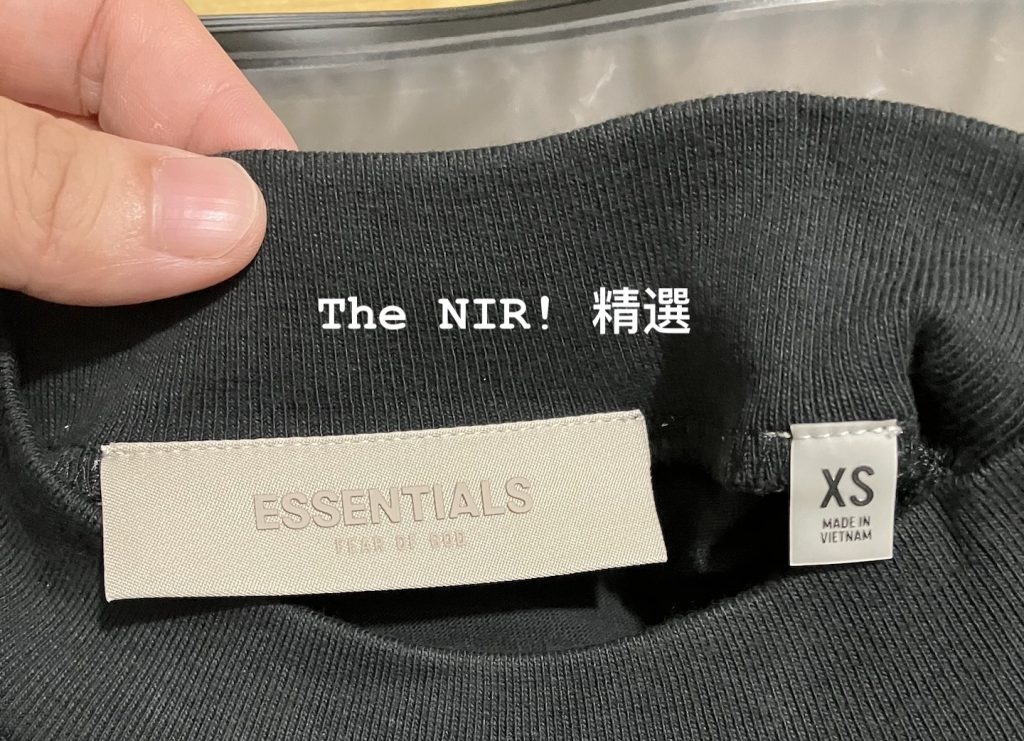 The NIR! 精選
ESSENTIALS
FEAR OF GOD
XS
MADE IN
VIETNAM